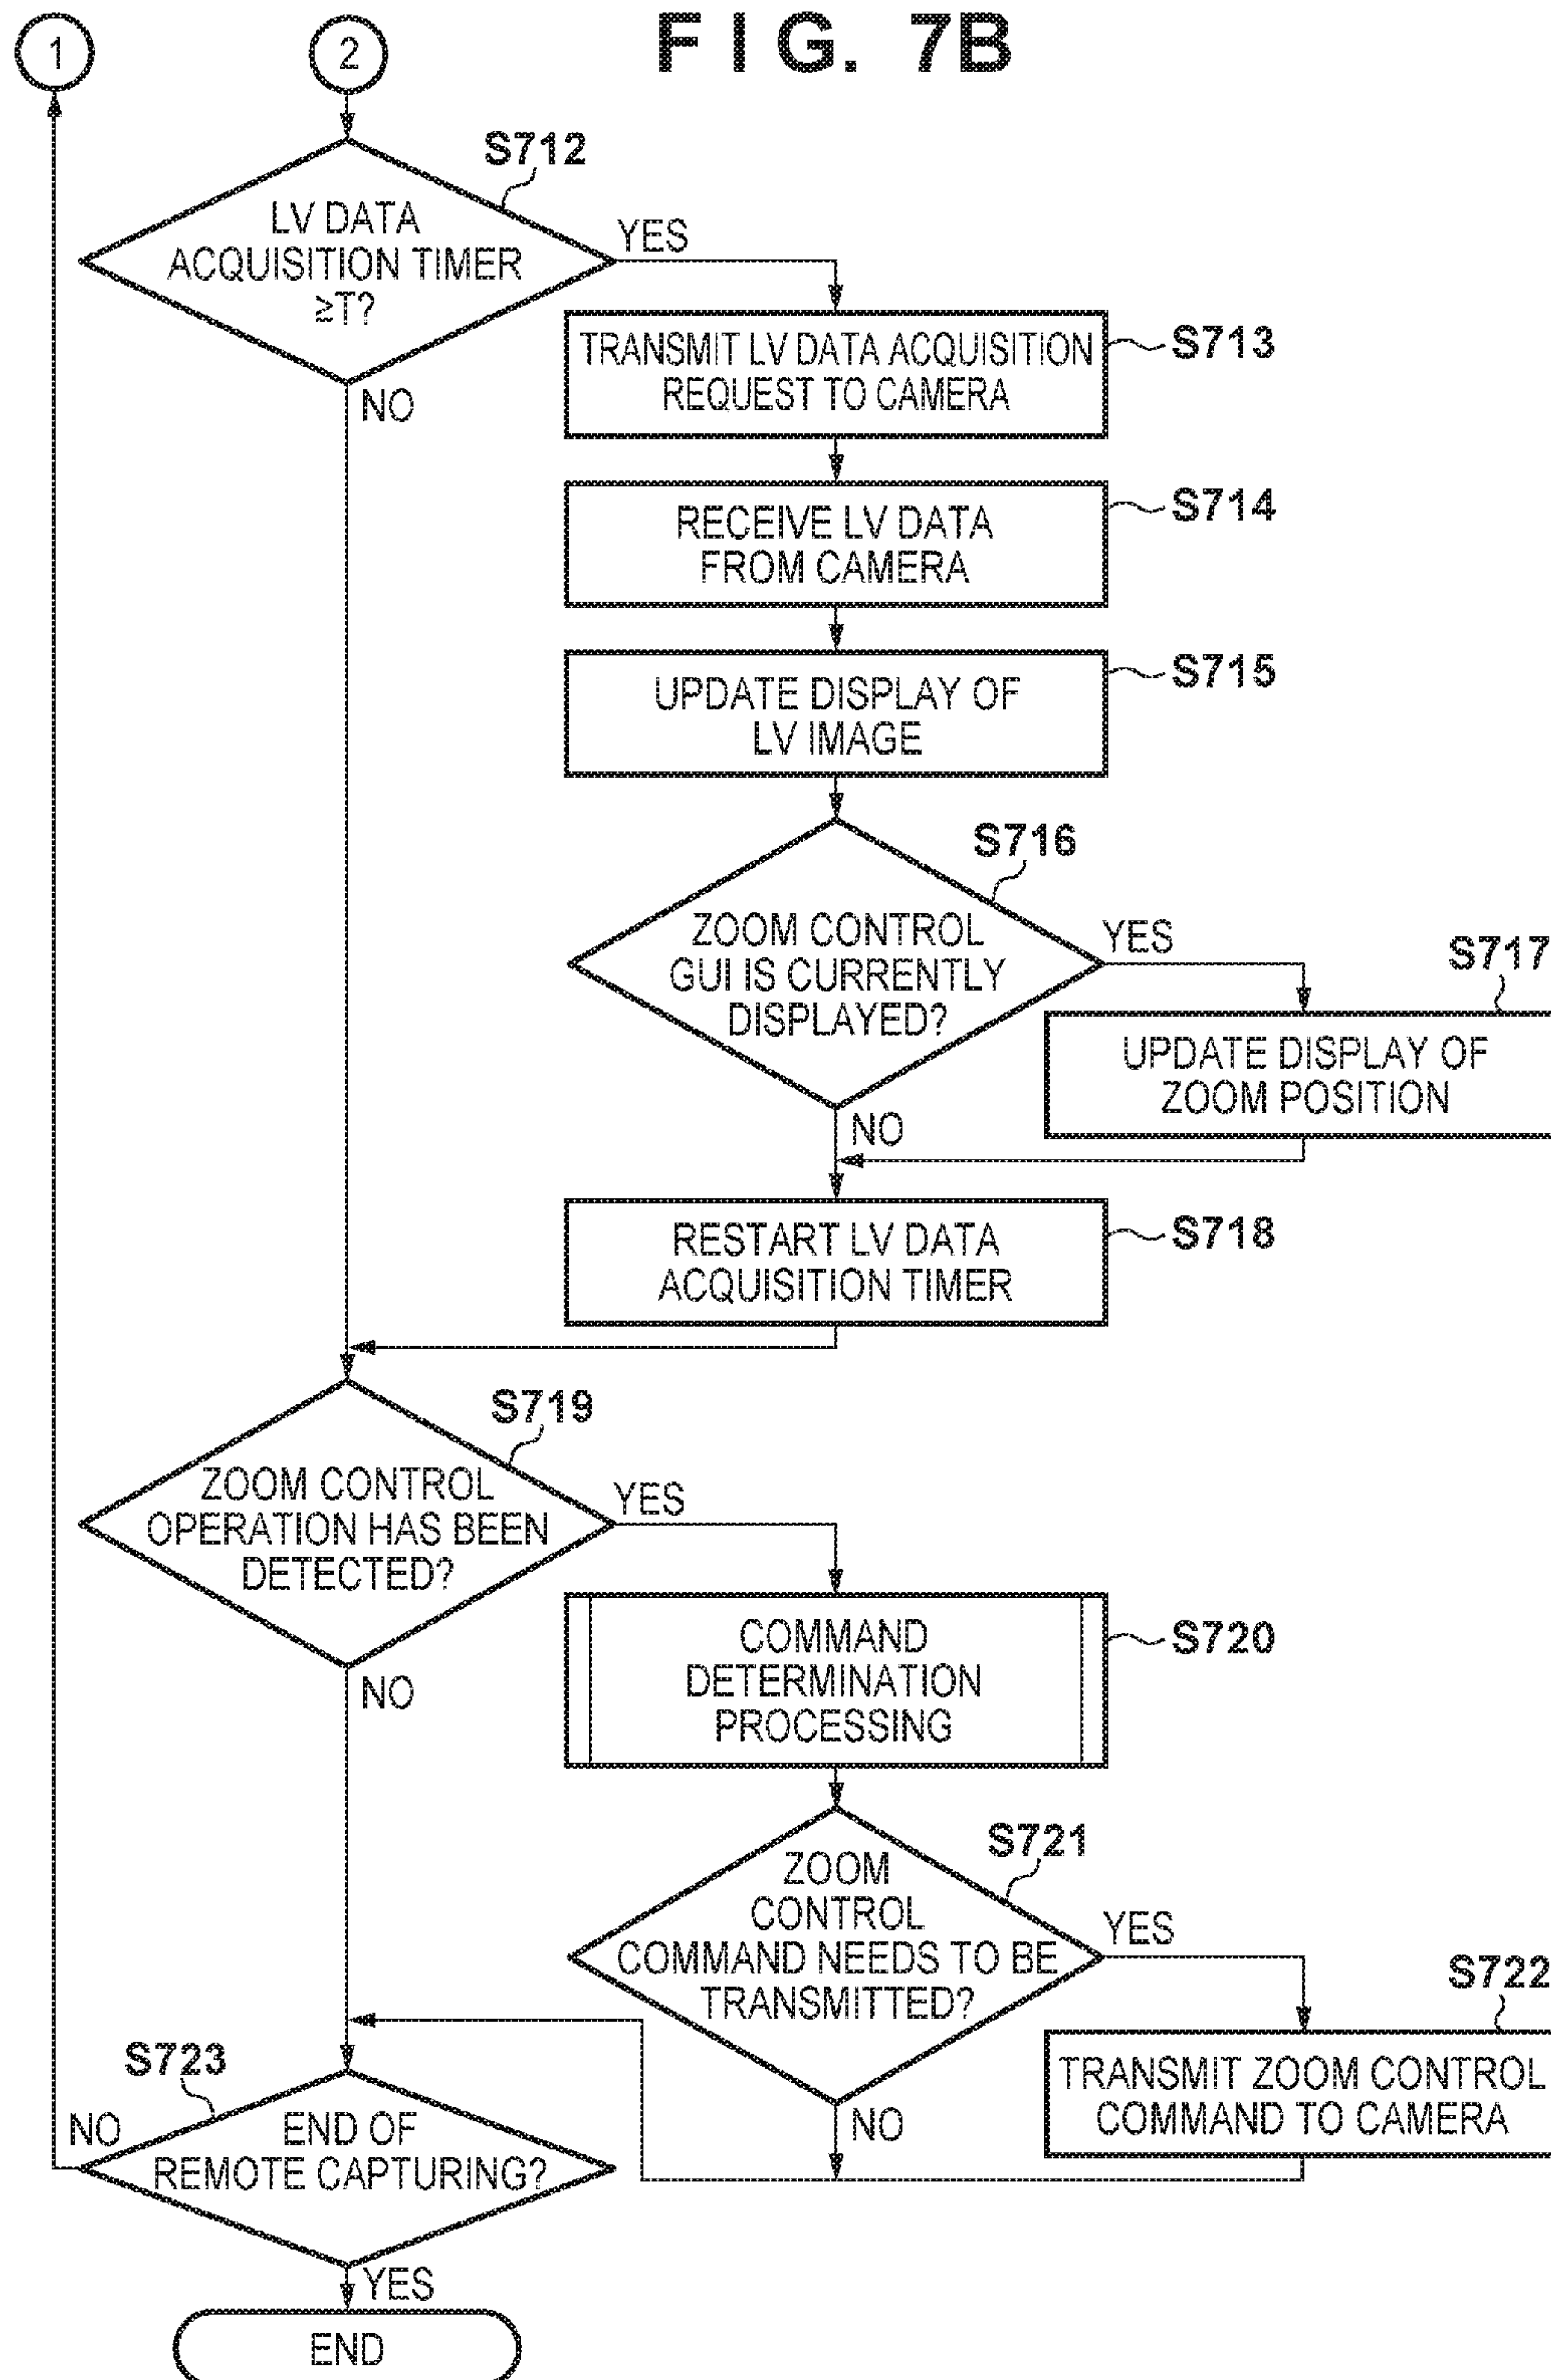 FIG. 7B
1
2
S712
LV DATA
ACQUISITION TIMER
≥T?
YES
NO
TRANSMIT LV DATA ACQUISITION
REQUEST TO CAMERA
S713
RECEIVE LV DATA
FROM CAMERA
S714
UPDATE DISPLAY OF
LV IMAGE
S715
S716
ZOOM CONTROL
GUI IS CURRENTLY
DISPLAYED?
YES
NO
S717
UPDATE DISPLAY OF
ZOOM POSITION
RESTART LV DATA
ACQUISITION TIMER
S718
S719
ZOOM CONTROL
OPERATION HAS BEEN
DETECTED?
YES
NO
COMMAND
DETERMINATION
PROCESSING
S720
S721
ZOOM
CONTROL
COMMAND NEEDS TO BE
TRANSMITTED?
YES
NO
S722
TRANSMIT ZOOM CONTROL
COMMAND TO CAMERA
S723
END OF
REMOTE CAPTURING?
NO
YES
END